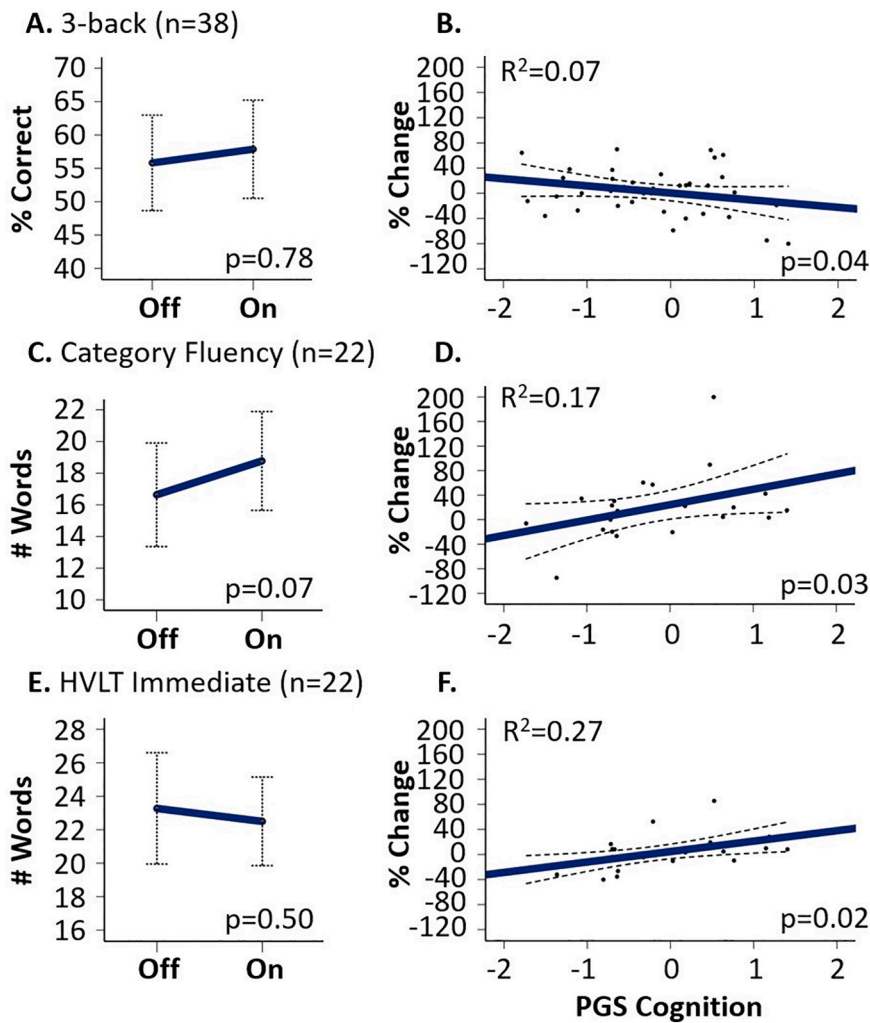 A. 3-back (n=38)
70
65
60
55
50
45
40
% Correct
p=0.78
Off On
B.
R²=0.07
200
160
120
80
40
0
-40
-80
-120
% Change
p=0.04
-2 -1 0 1 2
C. Category Fluency (n=22)
22
20
18
16
14
12
10
# Words
p=0.07
Off On
D.
R²=0.17
200
160
120
80
40
0
-40
-80
-120
% Change
p=0.03
-2 -1 0 1 2
E. HVLT Immediate (n=22)
28
26
24
22
20
18
16
# Words
p=0.50
Off On
F.
R²=0.27
200
160
120
80
40
0
-40
-80
-120
% Change
p=0.02
-2 -1 0 1 2
PGS Cognition